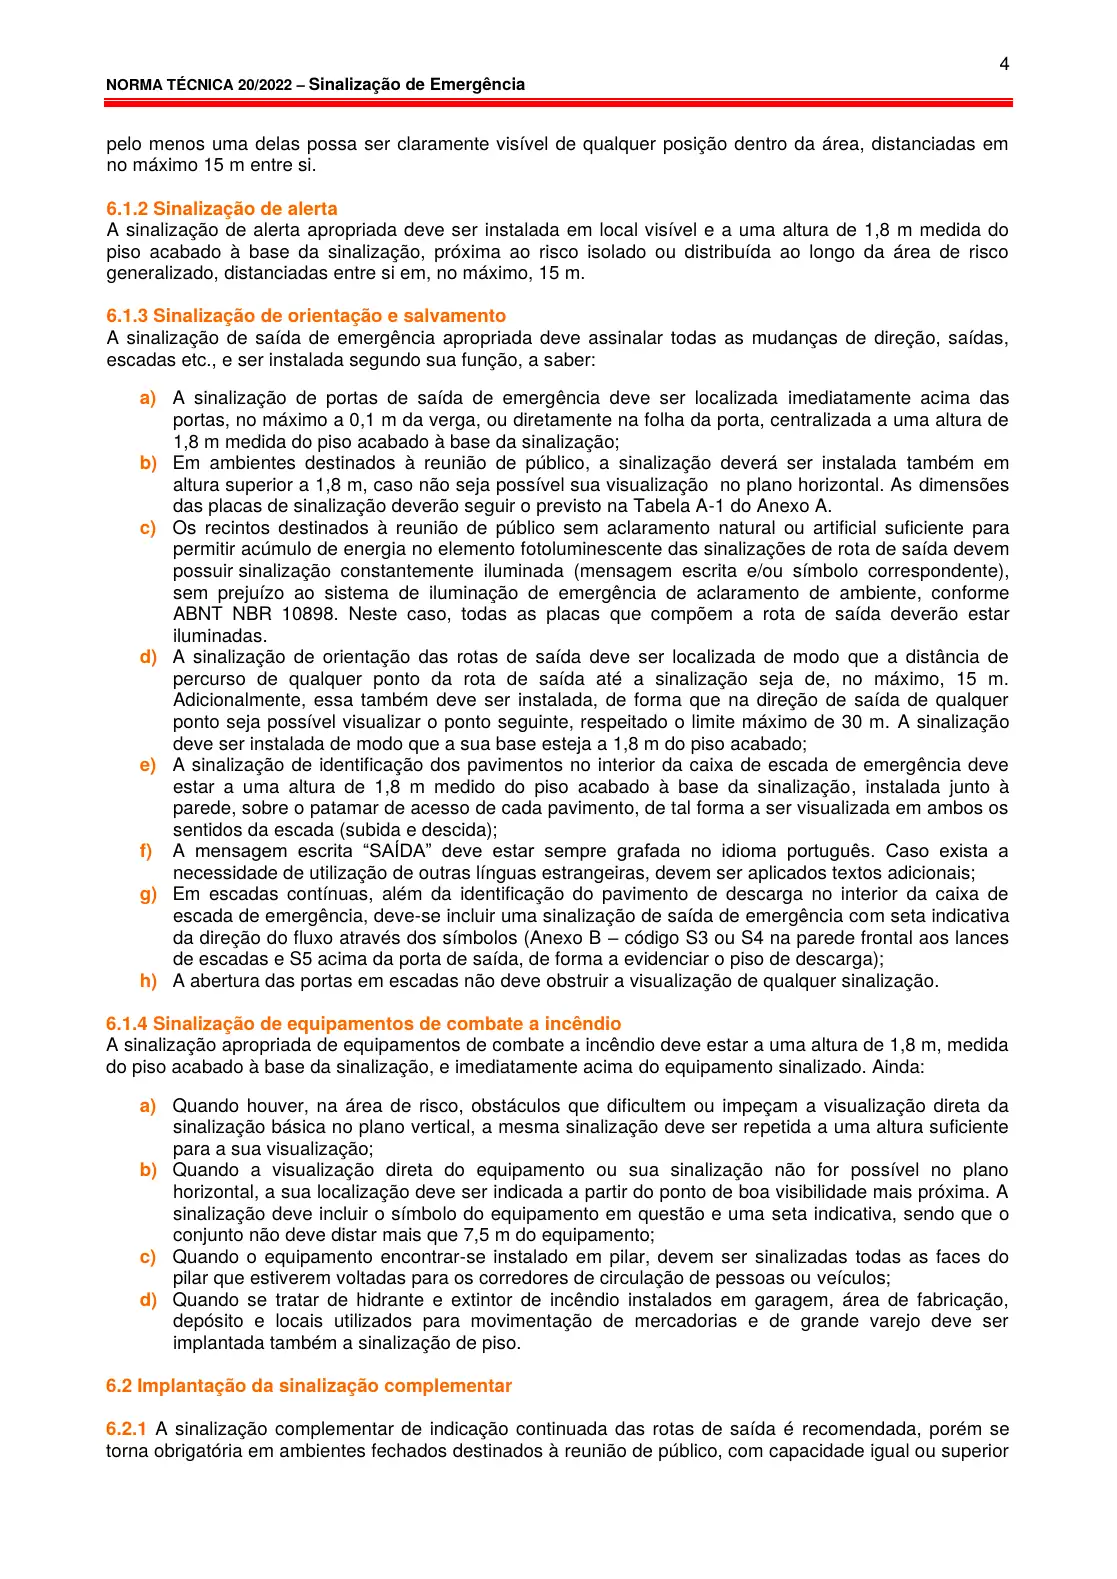 4
NORMA TÉCNICA 20/2022 – Sinalização de Emergência
pelo menos uma delas possa ser claramente visível de qualquer posição dentro da área, distanciadas em
no máximo 15 m entre si.
6.1.2 Sinalização de alerta
A sinalização de alerta apropriada deve ser instalada em local visível e a uma altura de 1,8 m medida do
piso acabado à base da sinalização, próxima ao risco isolado ou distribuída ao longo da área de risco
generalizado, distanciadas entre si em, no máximo, 15 m.
6.1.3 Sinalização de orientação e salvamento
A sinalização de saída de emergência apropriada deve assinalar todas as mudanças de direção, saídas,
escadas etc., e ser instalada segundo sua função, a saber:
a) A sinalização de portas de saída de emergência deve ser localizada imediatamente acima das
portas, no máximo a 0,1 m da verga, ou diretamente na folha da porta, centralizada a uma altura de
1,8 m medida do piso acabado à base da sinalização;
b) Em ambientes destinados à reunião de público, a sinalização deverá ser instalada também em
altura superior a 1,8 m, caso não seja possível sua visualização no plano horizontal. As dimensões
das placas de sinalização deverão seguir o previsto na Tabela A-1 do Anexo A.
c) Os recintos destinados à reunião de público sem aclaramento natural ou artificial suficiente para
permitir acúmulo de energia no elemento fotoluminescente das sinalizações de rota de saída devem
possuir sinalização constantemente iluminada (mensagem escrita e/ou símbolo correspondente),
sem prejuízo ao sistema de iluminação de emergência de aclaramento de ambiente, conforme
ABNT NBR 10898. Neste caso, todas as placas que compõem a rota de saída deverão estar
iluminadas.
d) A sinalização de orientação das rotas de saída deve ser localizada de modo que a distância de
percurso de qualquer ponto da rota de saída até a sinalização seja de, no máximo, 15 m.
Adicionalmente, essa também deve ser instalada, de forma que na direção de saída de qualquer
ponto seja possível visualizar o ponto seguinte, respeitado o limite máximo de 30 m. A sinalização
deve ser instalada de modo que a sua base esteja a 1,8 m do piso acabado;
e) A sinalização de identificação dos pavimentos no interior da caixa de escada de emergência deve
estar a uma altura de 1,8 m medido do piso acabado à base da sinalização, instalada junto à
parede, sobre o patamar de acesso de cada pavimento, de tal forma a ser visualizada em ambos os
sentidos da escada (subida e descida);
f) A mensagem escrita “SAÍDA” deve estar sempre grafada no idioma português. Caso exista a
necessidade de utilização de outras línguas estrangeiras, devem ser aplicados textos adicionais;
g) Em escadas contínuas, além da identificação do pavimento de descarga no interior da caixa de
escada de emergência, deve-se incluir uma sinalização de saída de emergência com seta indicativa
da direção do fluxo através dos símbolos (Anexo B – código S3 ou S4 na parede frontal aos lances
de escadas e S5 acima da porta de saída, de forma a evidenciar o piso de descarga);
h) A abertura das portas em escadas não deve obstruir a visualização de qualquer sinalização.
6.1.4 Sinalização de equipamentos de combate a incêndio
A sinalização apropriada de equipamentos de combate a incêndio deve estar a uma altura de 1,8 m, medida
do piso acabado à base da sinalização, e imediatamente acima do equipamento sinalizado. Ainda:
a) Quando houver, na área de risco, obstáculos que dificultem ou impeçam a visualização direta da
sinalização básica no plano vertical, a mesma sinalização deve ser repetida a uma altura suficiente
para a sua visualização;
b) Quando a visualização direta do equipamento ou sua sinalização não for possível no plano
horizontal, a sua localização deve ser indicada a partir do ponto de boa visibilidade mais próxima. A
sinalização deve incluir o símbolo do equipamento em questão e uma seta indicativa, sendo que o
conjunto não deve distar mais que 7,5 m do equipamento;
c) Quando o equipamento encontrar-se instalado em pilar, devem ser sinalizadas todas as faces do
pilar que estiverem voltadas para os corredores de circulação de pessoas ou veículos;
d) Quando se tratar de hidrante e extintor de incêndio instalados em garagem, área de fabricação,
depósito e locais utilizados para movimentação de mercadorias e de grande varejo deve ser
implantada também a sinalização de piso.
6.2 Implantação da sinalização complementar
6.2.1 A sinalização complementar de indicação continuada das rotas de saída é recomendada, porém se
torna obrigatória em ambientes fechados destinados à reunião de público, com capacidade igual ou superior